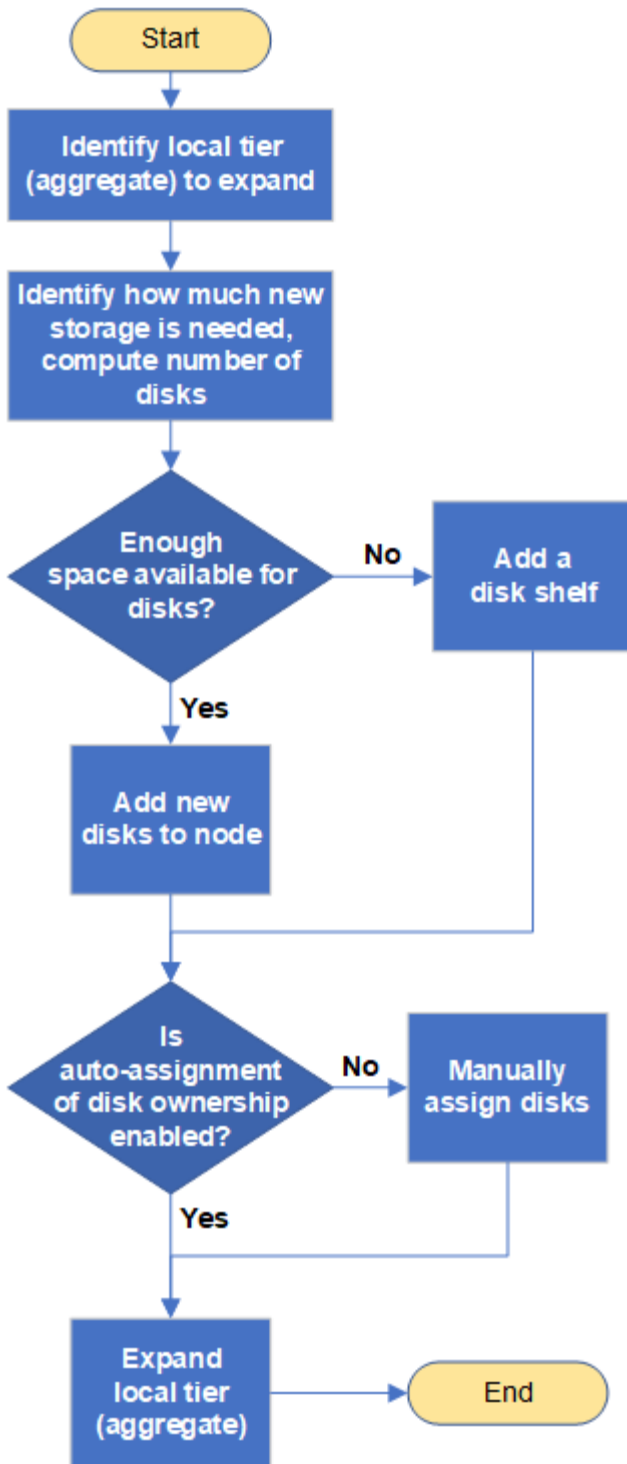 Start
Identify local tier
(aggregate) to expand
Identify how much new
storage is needed,
compute number of
disks
Enough
space available for
disks?
No
Add a
disk shelf
Yes
Add new
disks to node
Is
auto-assignment
of disk ownership
enabled?
No
Manually
assign disks
Yes
Expand
local tier
(aggregate)
End